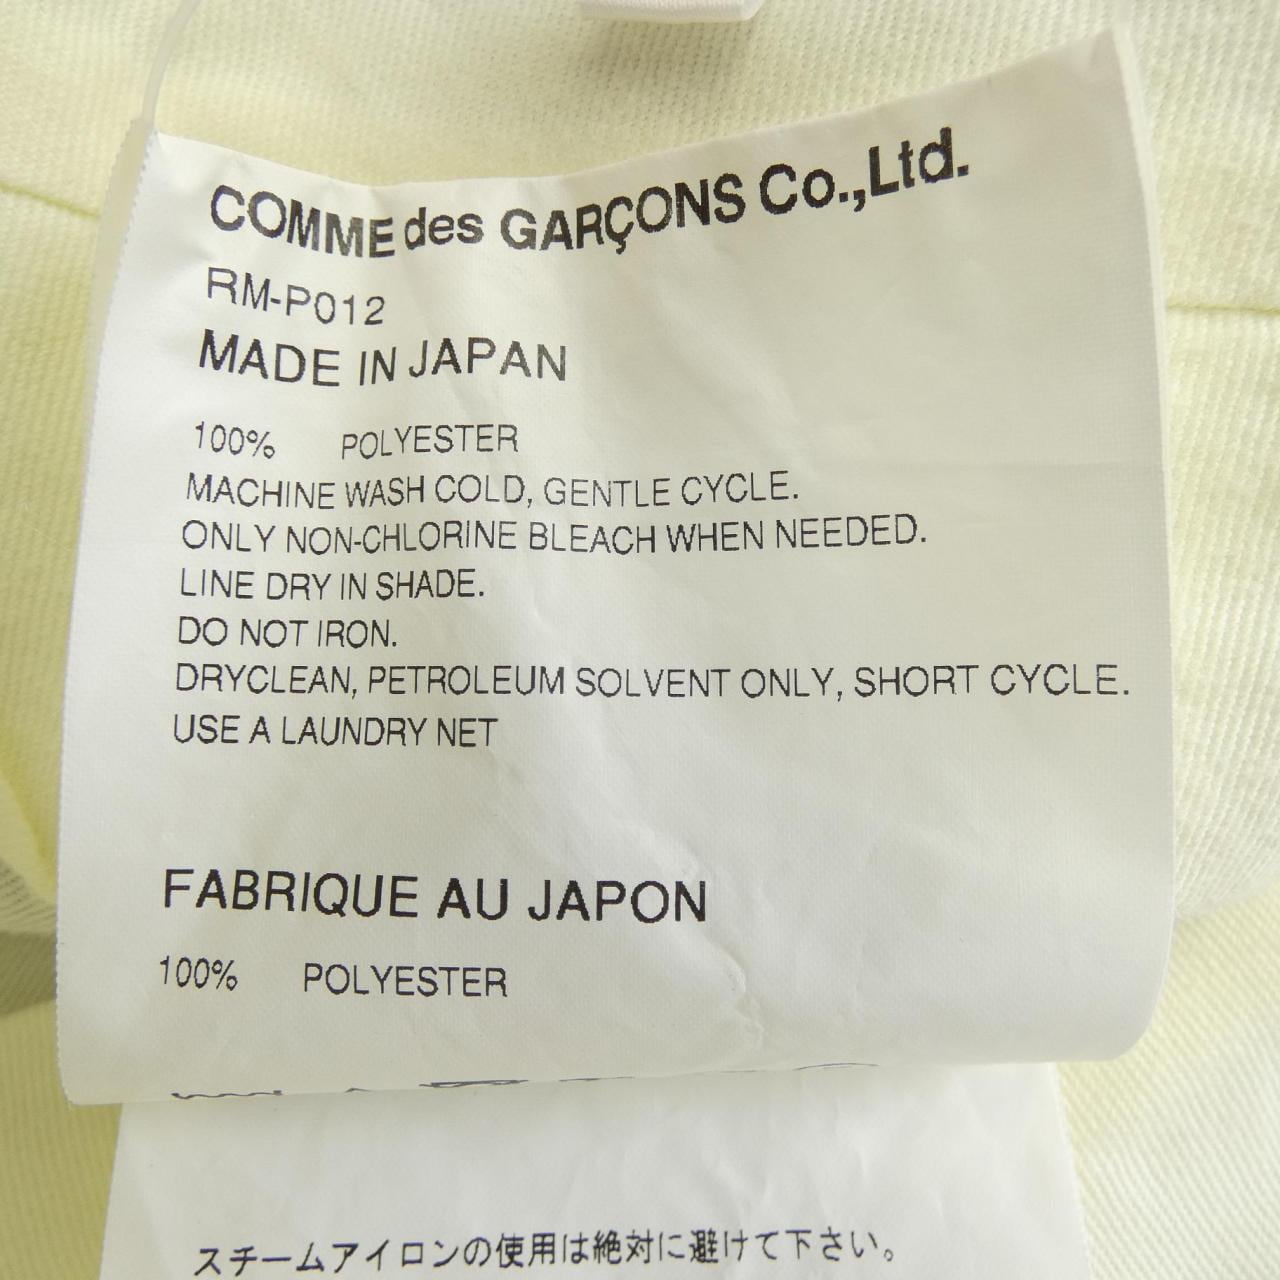 COMME des GARÇONS Co.,Ltd.
RM-P012
MADE IN JAPAN
100% POLYESTER
MACHINE WASH COLD, GENTLE CYCLE.
ONLY NON-CHLORINE BLEACH WHEN NEEDED.
LINE DRY IN SHADE.
DO NOT IRON.
DRYCLEAN, PETROLEUM SOLVENT ONLY, SHORT CYCLE.
USE A LAUNDRY NET
FABRIQUE AU JAPON
100% POLYESTER
スチームアイロンの使用は絶対に避けて下さい。